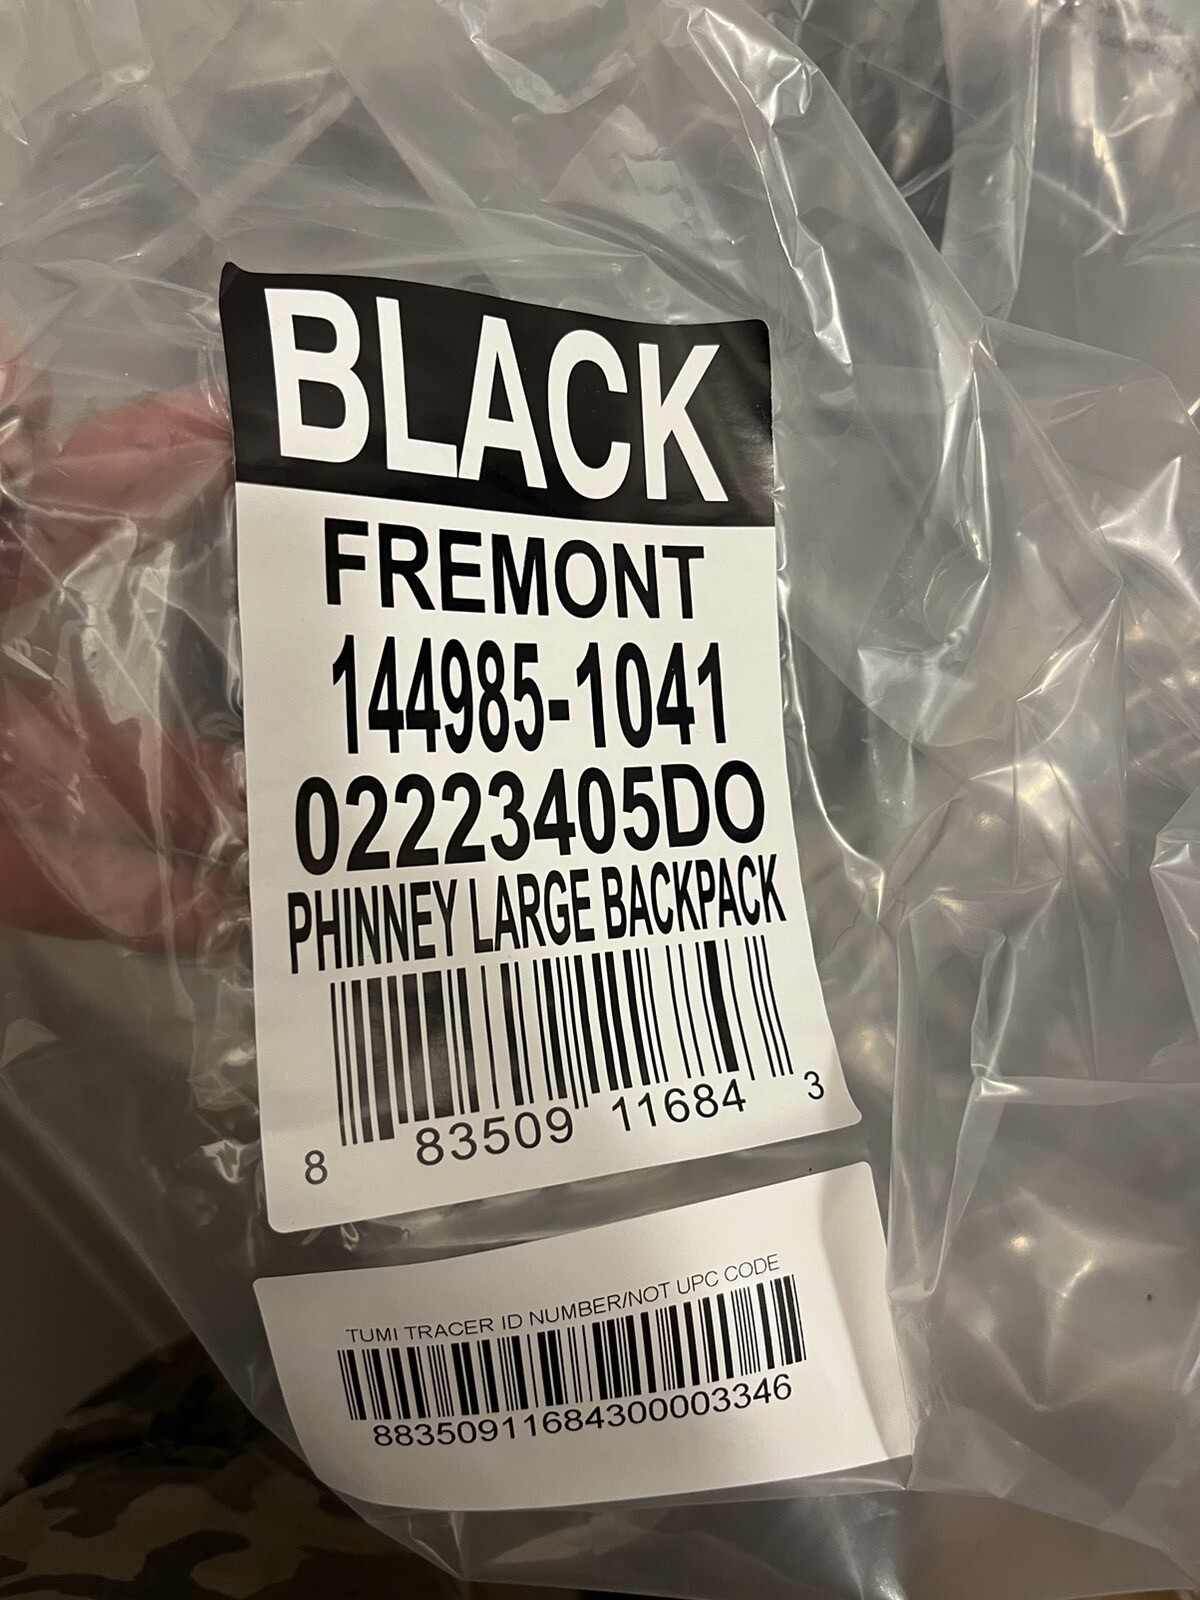 BLACK
FREMONT
144985-1041
02223405DO
PHINNEY LARGE BACKPACK
8 83509 11684 3
TUMI TRACER ID NUMBER/NOT UPC CODE
88350911684300003346